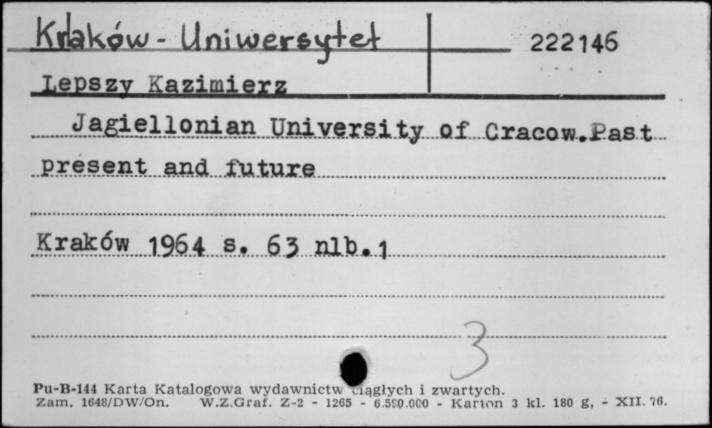 Kraków - Uniwersytet
222146
Lepszy Kazimierz
Jagiellonian University of Cracow.Past
present and future
Kraków 1964 s. 63 nlb.1
3
Pu-B-144 Karta Katalogowa wydawnictw ciągłych i zwartych.
Zam. 1648/DW/On. W.Z.Graf. Z-2 - 1265 - 6.580.000 - Karton 3 kl. 180 g, - XII. 76.